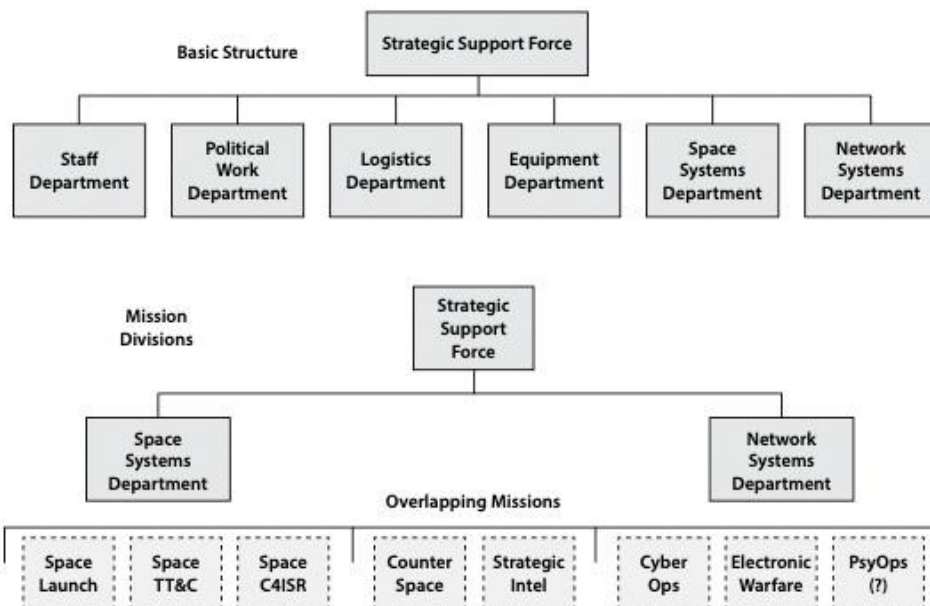 Basic Structure
Strategic Support Force
Staff
Department
Political
Work
Department
Logistics
Department
Equipment
Department
Space
Systems
Department
Network
Systems
Department
Mission
Divisions
Strategic
Support
Force
Space
Systems
Department
Network
Systems
Department
Overlapping Missions
Space
Launch
Space
TT&C
Space
C4ISR
Counter
Space
Strategic
Intel
Cyber
Ops
Electronic
Warfare
PsyOps
(?)